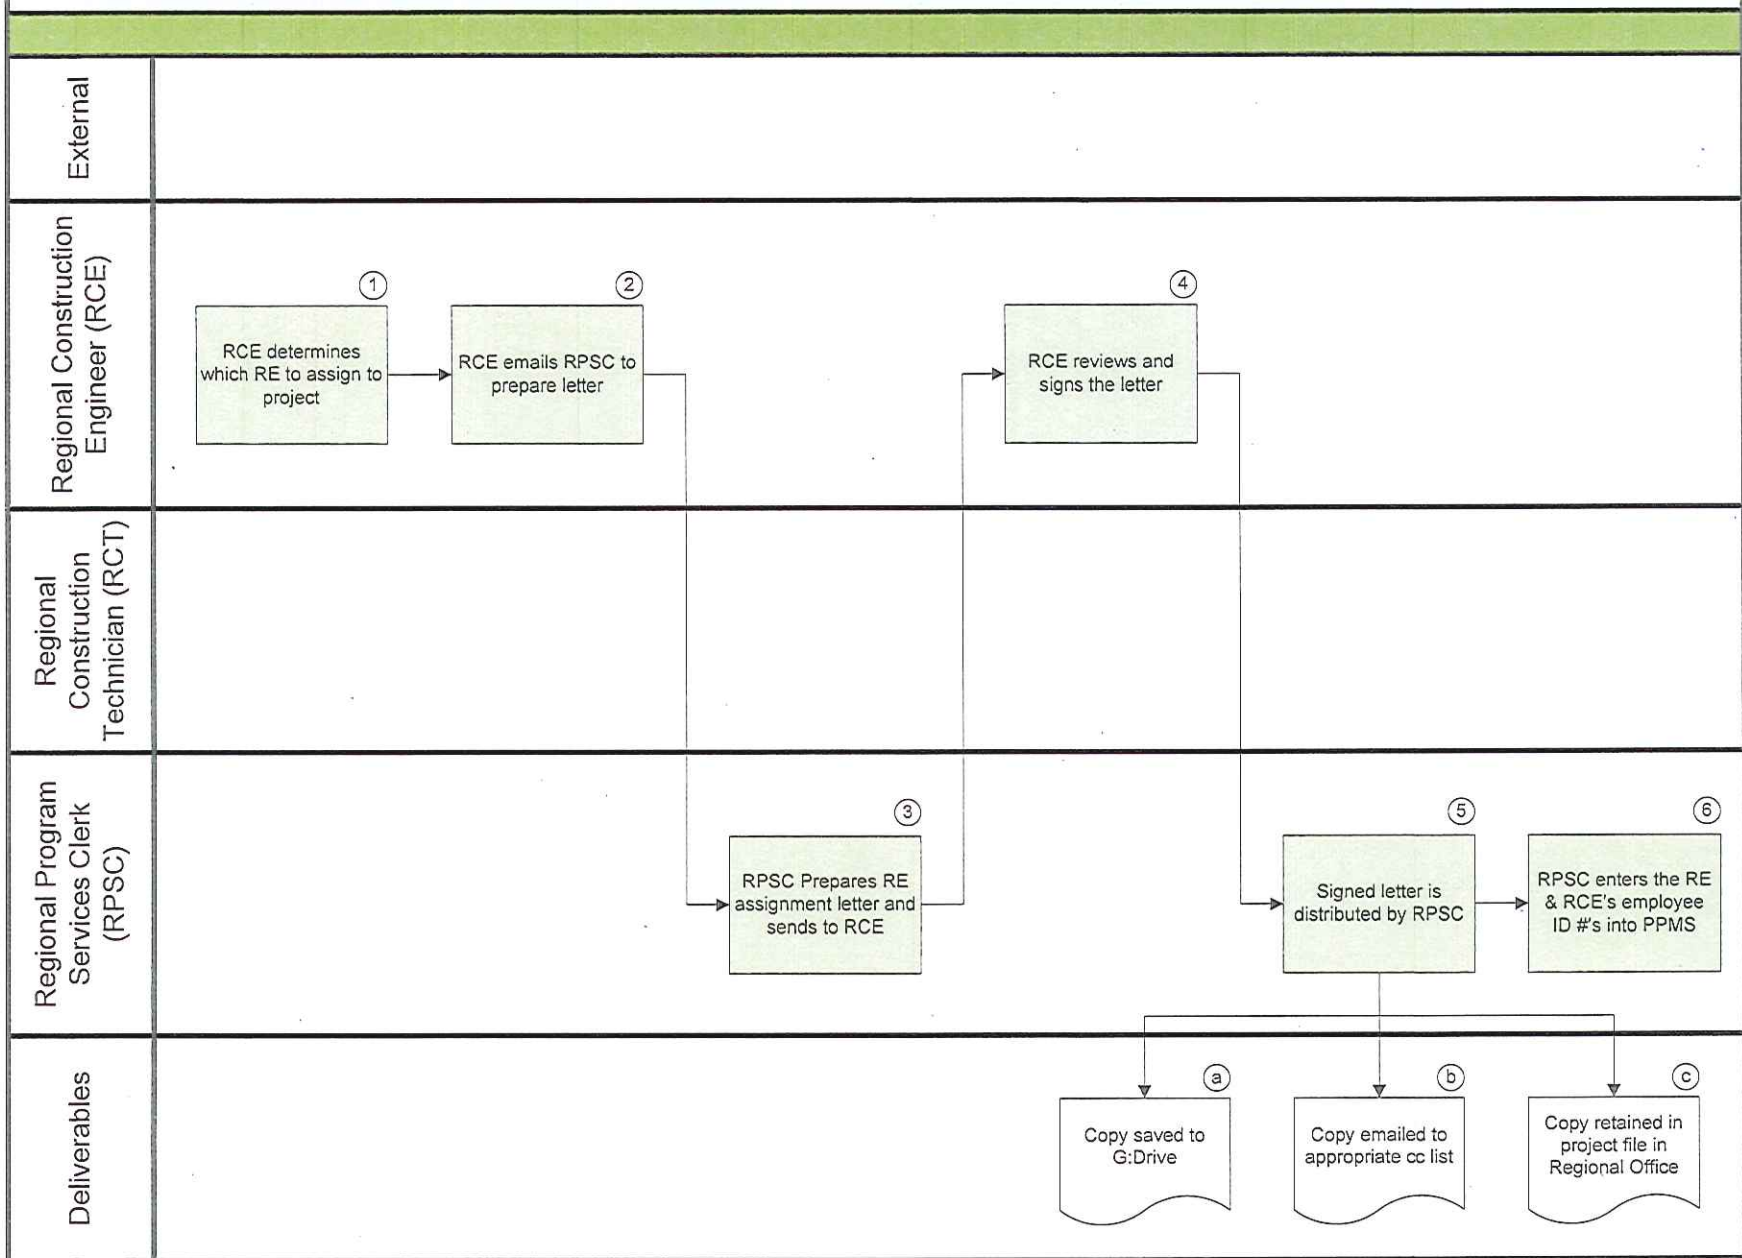 External
Regional Construction
Engineer (RCE)
1
RCE determines
which RE to assign to
project
2
RCE emails RPSC to
prepare letter
4
RCE reviews and
signs the letter
Regional
Construction
Technician (RCT)
Regional Program
Services Clerk
(RPSC)
3
RPSC Prepares RE
assignment letter and
sends to RCE
5
Signed letter is
distributed by RPSC
6
RPSC enters the RE
& RCE's employee
ID #'s into PPMS
Deliverables
a
Copy saved to
G:Drive
b
Copy emailed to
appropriate cc list
c
Copy retained in
project file in
Regional Office